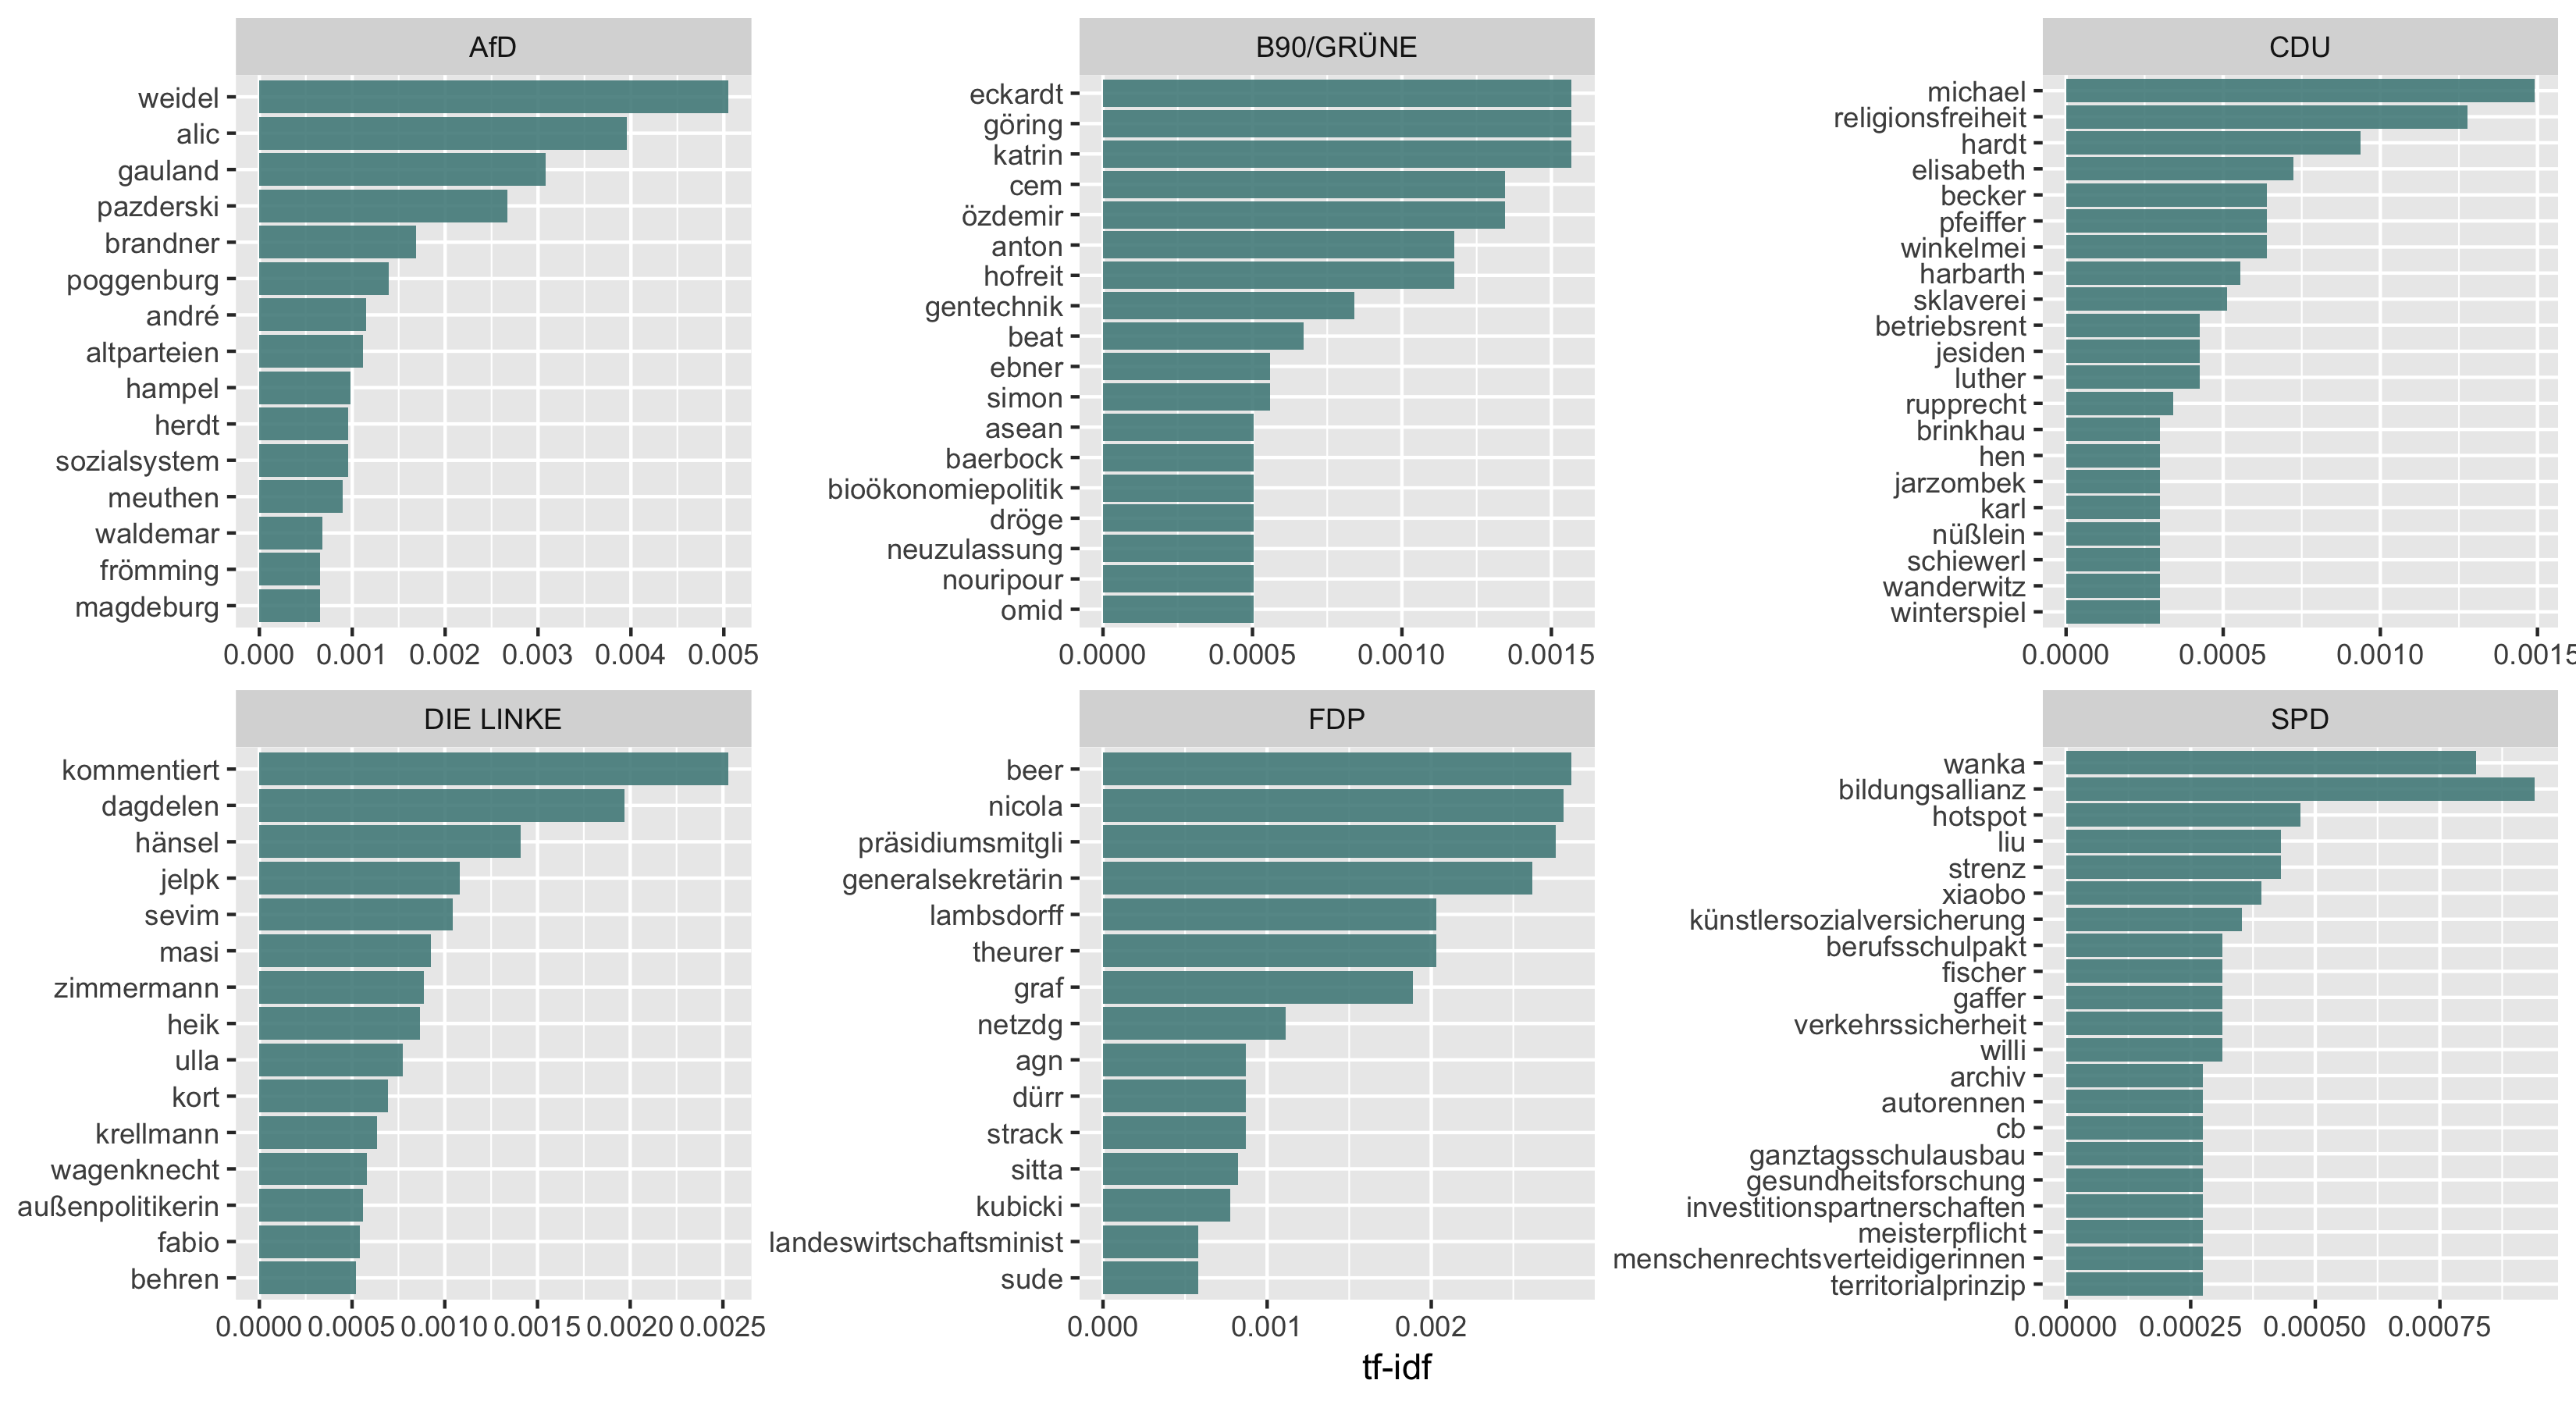 AfD
weidel
alic
gauland
pazderski
brandner
poggenburg
andré
altparteien
hampel
herdt
sozialsystem
meuthen
waldemar
frömming
magdeburg
0.000 0.001 0.002 0.003 0.004 0.005
B90/GRÜNE
eckardt
göring
katrin
cem
özdemir
anton
hofreit
gentechnik
beat
ebner
simon
asean
baerbock
bioökonomiepolitik
dröge
neuzulassung
nouripour
omid
0.0000 0.0005 0.0010 0.0015
CDU
michael
religionsfreiheit
hardt
elisabeth
becker
pfeiffer
winkelmei
harbarth
sklaverei
betriebsrent
jesiden
luther
rupprecht
brinkhau
hen
jarzombek
karl
nüßlein
schiewerl
wanderwitz
winterspiel
0.0000 0.0005 0.0010 0.0015
DIE LINKE
kommentiert
dagdelen
hänsel
jelpk
sevim
masi
zimmermann
heik
ulla
kort
krellmann
wagenknecht
außenpolitikerin
fabio
behren
0.0000 0.0005 0.0010 0.0015 0.0020 0.0025
FDP
beer
nicola
präsidiumsmitgli
generalsekretärin
lambsdorff
theurer
graf
netzdg
agn
dürr
strack
sitta
kubicki
landeswirtschaftsminist
sude
0.000 0.001 0.002
SPD
wanka
bildungsallianz
hotspot
liu
strenz
xiaobo
künstlersozialversicherung
berufsschulpakt
fischer
gaffer
verkehrssicherheit
willi
archiv
autorennen
cb
ganztagsschulausbau
gesundheitsforschung
investitionspartnerschaften
meisterpflicht
menschenrechtsverteidigerinnen
territorialprinzip
0.00000 0.00025 0.00050 0.00075
tf-idf